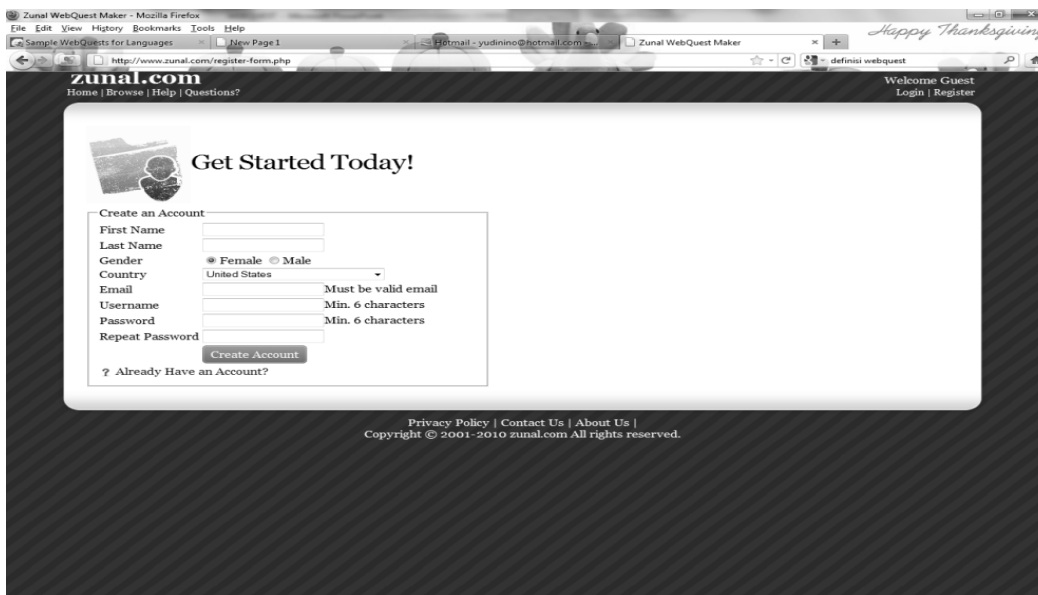 Zunal WebQuest Maker - Mozilla Firefox
File Edit View History Bookmarks Tools Help
Happy Thanksgiving
Sample WebQuests for Languages × New Page 1 × Hotmail - yudinino@hotmail.com Zunal WebQuest Maker × +
http://www.zunal.com/register-form.php definisi webquest
zunal.com
Welcome Guest
Home | Browse | Help | Questions? Login | Register
Get Started Today!
Create an Account
First Name
Last Name
Gender Female Male
Country United States
Email Must be valid email
Username Min. 6 characters
Password Min. 6 characters
Repeat Password
Create Account
? Already Have an Account?
Privacy Policy | Contact Us | About Us |
Copyright © 2001-2010 zunal.com All rights reserved.